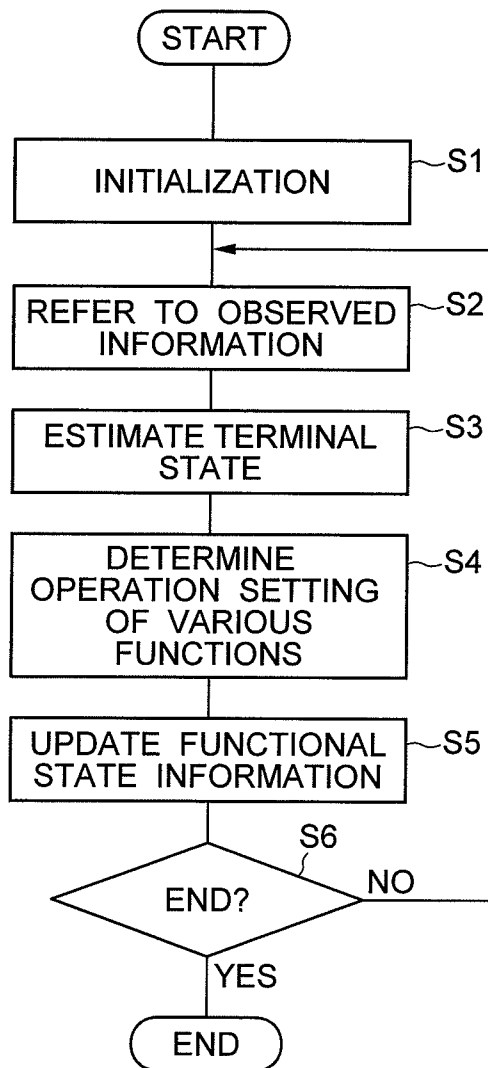 START
INITIALIZATION
S1
REFER TO OBSERVED
INFORMATION
S2
ESTIMATE TERMINAL
STATE
S3
DETERMINE
OPERATION SETTING
OF VARIOUS
FUNCTIONS
S4
UPDATE FUNCTIONAL
STATE INFORMATION
S5
S6
END?
NO
YES
END